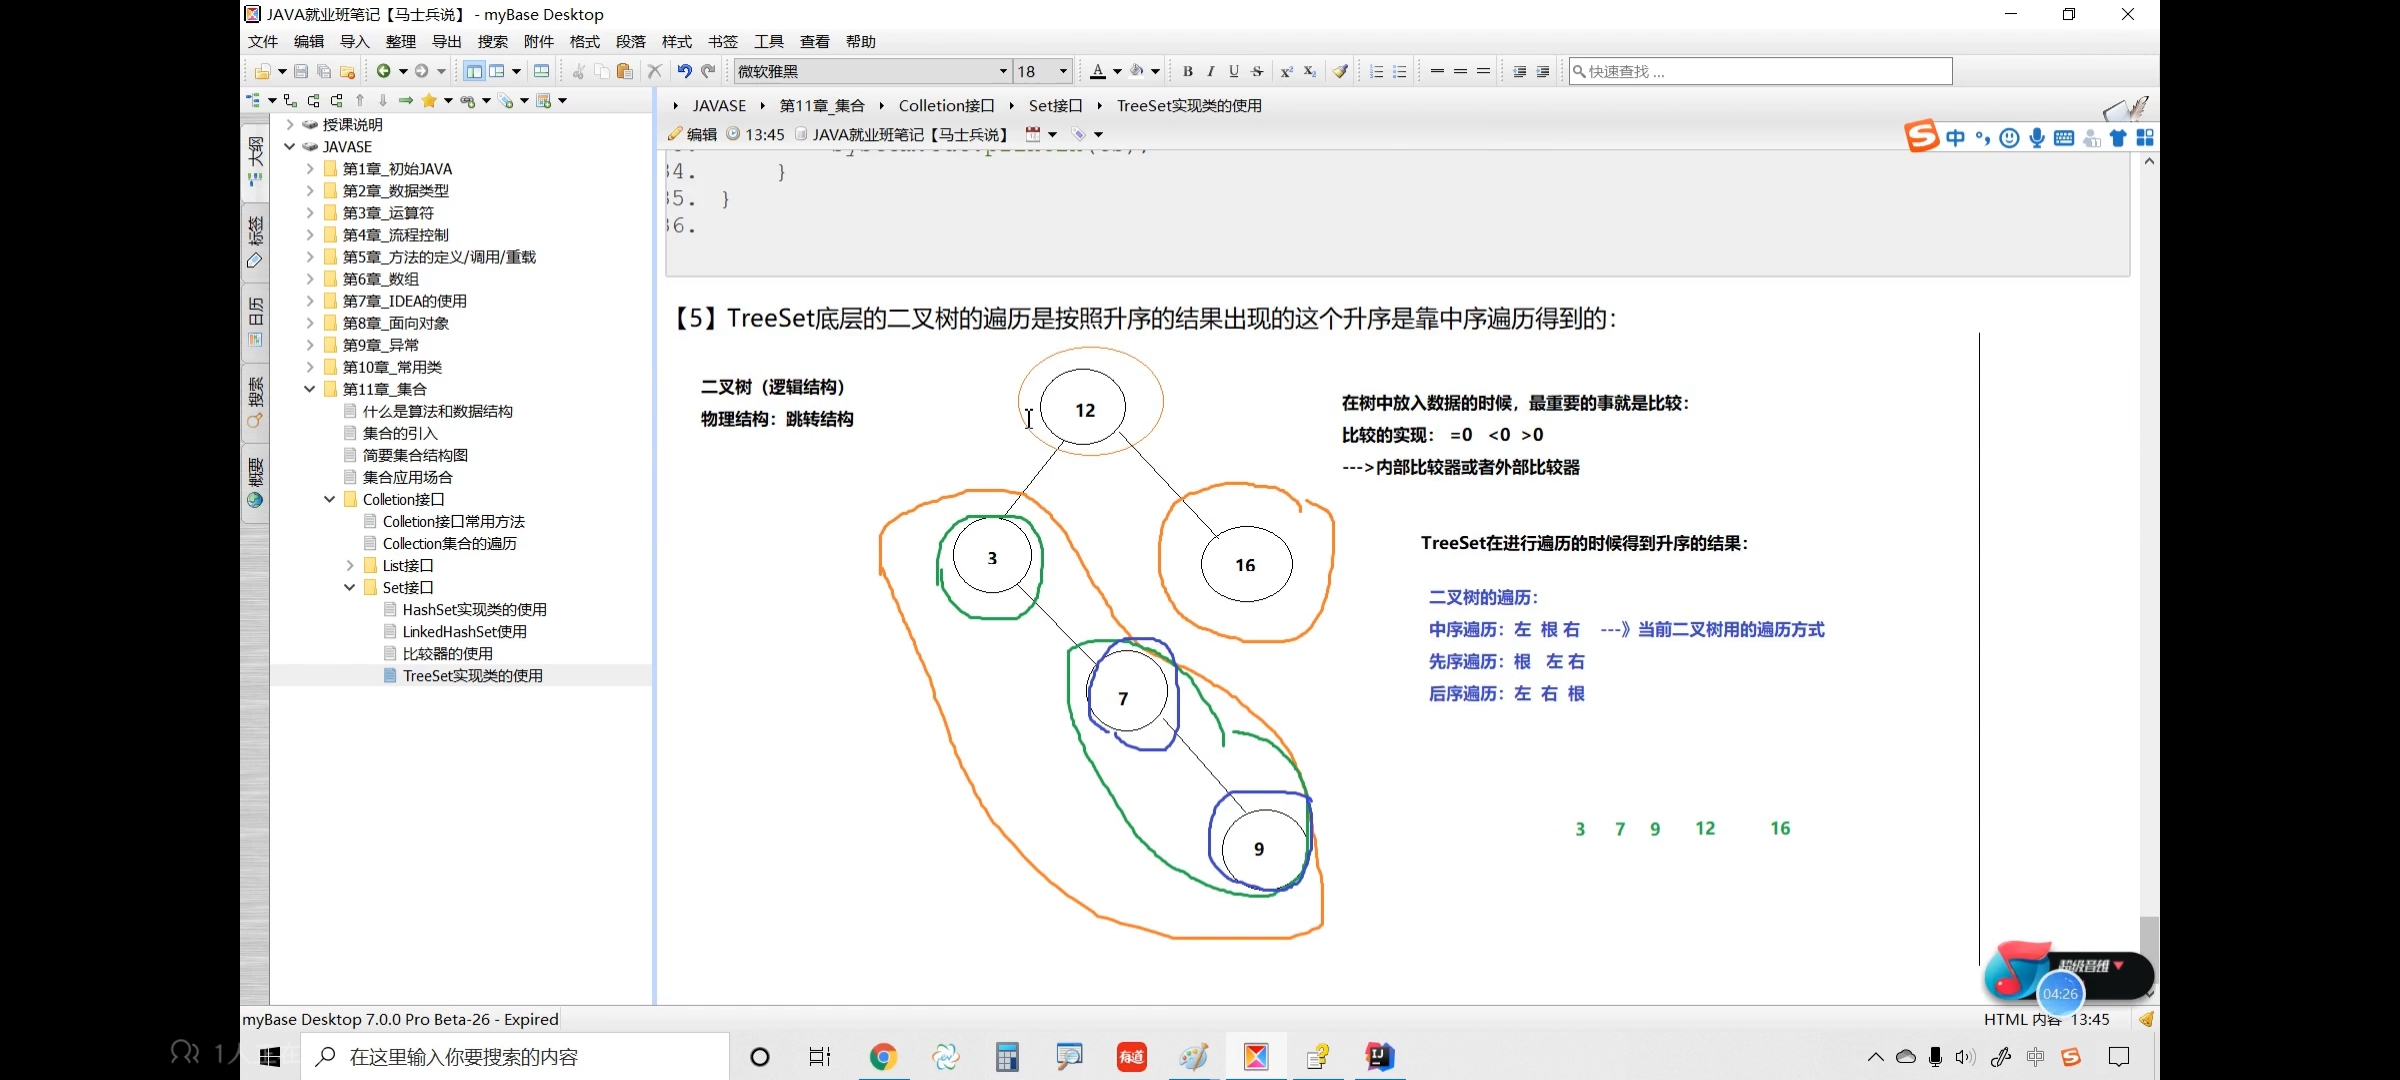 JAVA就业班笔记【马士兵说】 - myBase Desktop
文件 编辑 导入 整理 导出 搜索 附件 格式 段落 样式 书签 工具 查看 帮助
微软雅黑 18 快速查找 ...
JAVASE 第11章_集合 Colletion接口 Set接口 TreeSet实现类的使用
编辑 13:45 JAVA就业班笔记【马士兵说】
中
大纲
标签
日历
搜索
概要
授课说明
JAVASE
第1章_初始JAVA
第2章_数据类型
第3章_运算符
第4章_流程控制
第5章_方法的定义/调用/重载
第6章_数组
第7章_IDEA的使用
第8章_面向对象
第9章_异常
第10章_常用类
第11章_集合
什么是算法和数据结构
集合的引入
简要集合结构图
集合应用场合
Colletion接口
Colletion接口常用方法
Collection集合的遍历
List接口
Set接口
HashSet实现类的使用
LinkedHashSet使用
比较器的使用
TreeSet实现类的使用
34. }
35. }
36.
【5】TreeSet底层的二叉树的遍历是按照升序的结果出现的这个升序是靠中序遍历得到的：
二叉树（逻辑结构）
物理结构：跳转结构
12
3
16
7
9
在树中放入数据的时候，最重要的事就是比较：
比较的实现： =0 <0 >0
--->内部比较器或者外部比较器
TreeSet在进行遍历的时候得到升序的结果：
二叉树的遍历：
中序遍历：左 根 右 ---》当前二叉树用的遍历方式
先序遍历：根 左 右
后序遍历：左 右 根
3 7 9 12 16
超级音维
04:26
myBase Desktop 7.0.0 Pro Beta-26 - Expired
HTML 内容 13:45
在这里输入你要搜索的内容
有道
中